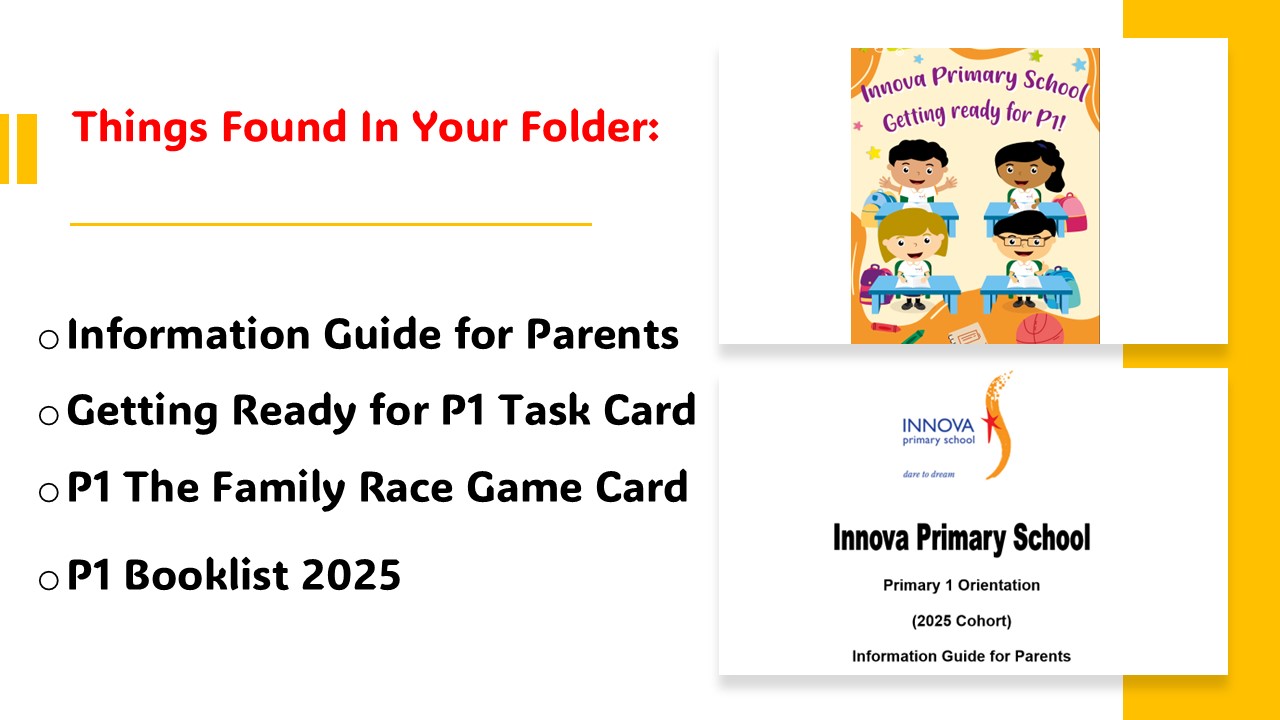 Things Found In Your Folder:
○ Information Guide for Parents
○ Getting Ready for P1 Task Card
○ P1 The Family Race Game Card
○ P1 Booklist 2025
Innova Primary School
Getting ready for P1!
INNOVA
primary school
dare to dream
Innova Primary School
Primary 1 Orientation
(2025 Cohort)
Information Guide for Parents